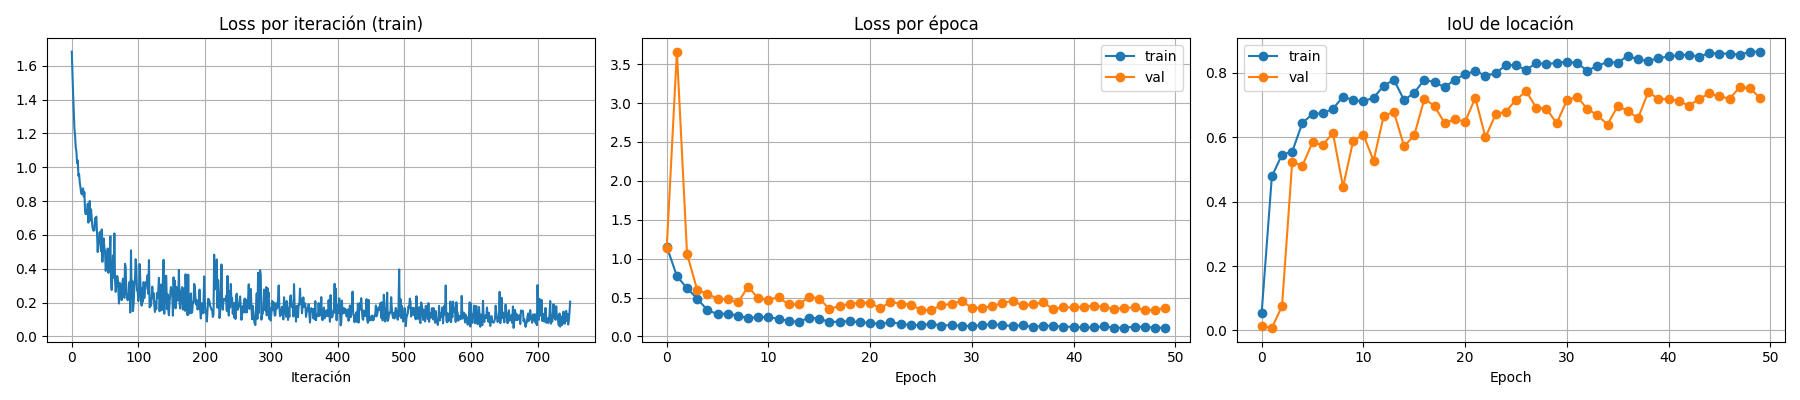 Loss por iteración (train)
1.6
1.4
1.2
1.0
0.8
0.6
0.4
0.2
0.0
0 100 200 300 400 500 600 700
Iteración
Loss por época
train
val
3.5
3.0
2.5
2.0
1.5
1.0
0.5
0.0
0 10 20 30 40 50
Epoch
IoU de locación
train
val
0.8
0.6
0.4
0.2
0.0
0 10 20 30 40 50
Epoch